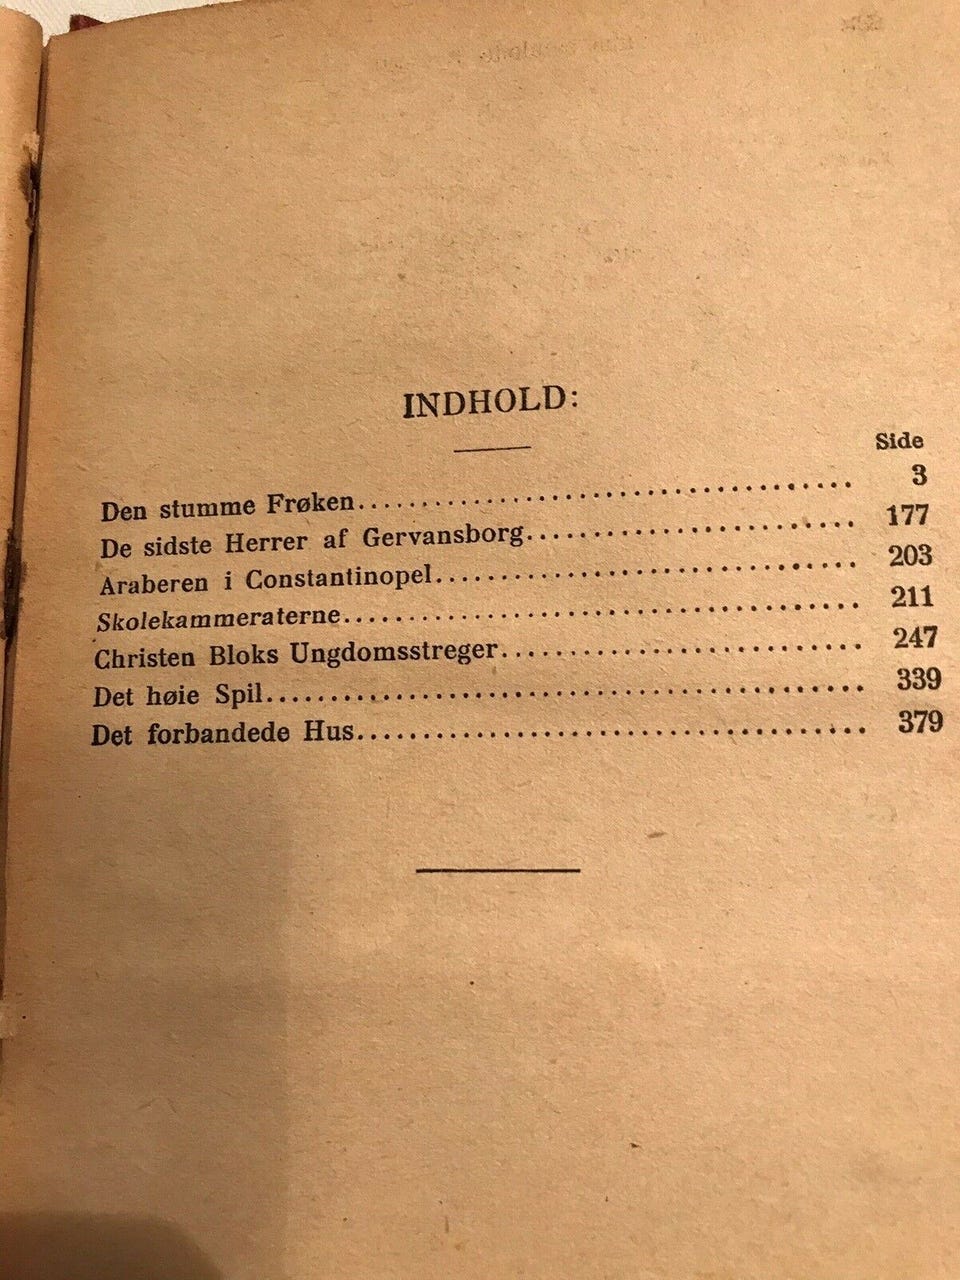 INDHOLD:
Side
Den stumme Frøken........................................ 3
De sidste Herrer af Gervansborg.......................... 177
Araberen i Constantinopel................................ 203
Skolekammeraterne........................................ 211
Christen Bloks Ungdomsstreger............................ 247
Det høie Spil............................................ 339
Det forbandede Hus....................................... 379